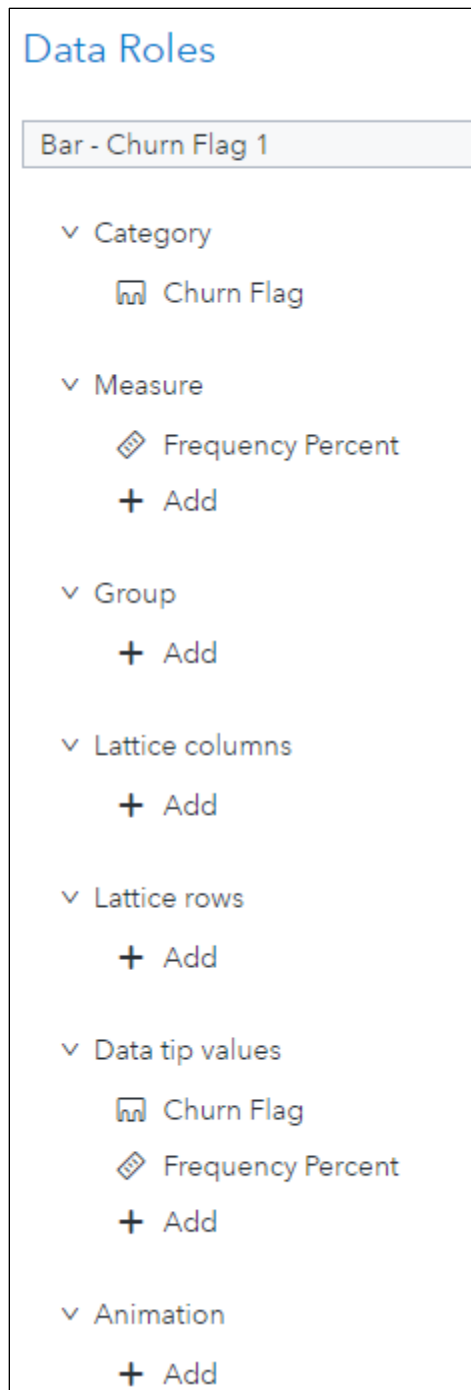 Data Roles
Bar - Churn Flag 1
Category
Churn Flag
Measure
Frequency Percent
+ Add
Group
+ Add
Lattice columns
+ Add
Lattice rows
+ Add
Data tip values
Churn Flag
Frequency Percent
+ Add
Animation
+ Add